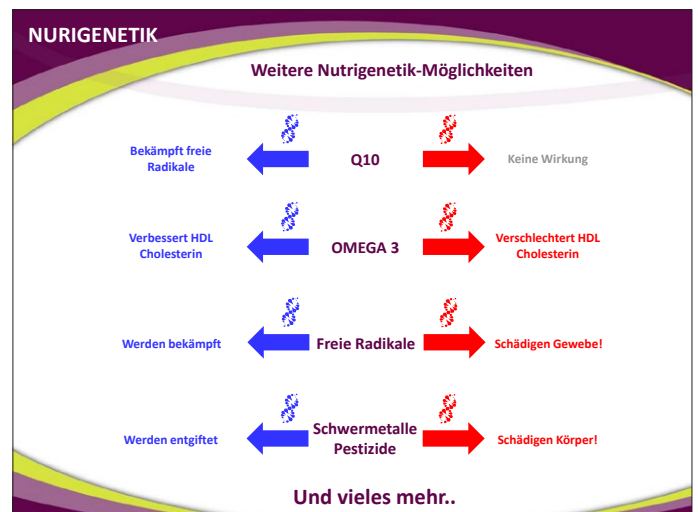 NURIGENETIK
Weitere Nutrigenetik-Möglichkeiten
Bekämpft freie
Radikale
Q10
Keine Wirkung
Verbessert HDL
Cholesterin
OMEGA 3
Verschlechtert HDL
Cholesterin
Werden bekämpft
Freie Radikale
Schädigen Gewebe!
Werden entgiftet
Schwermetalle
Pestizide
Schädigen Körper!
Und vieles mehr..